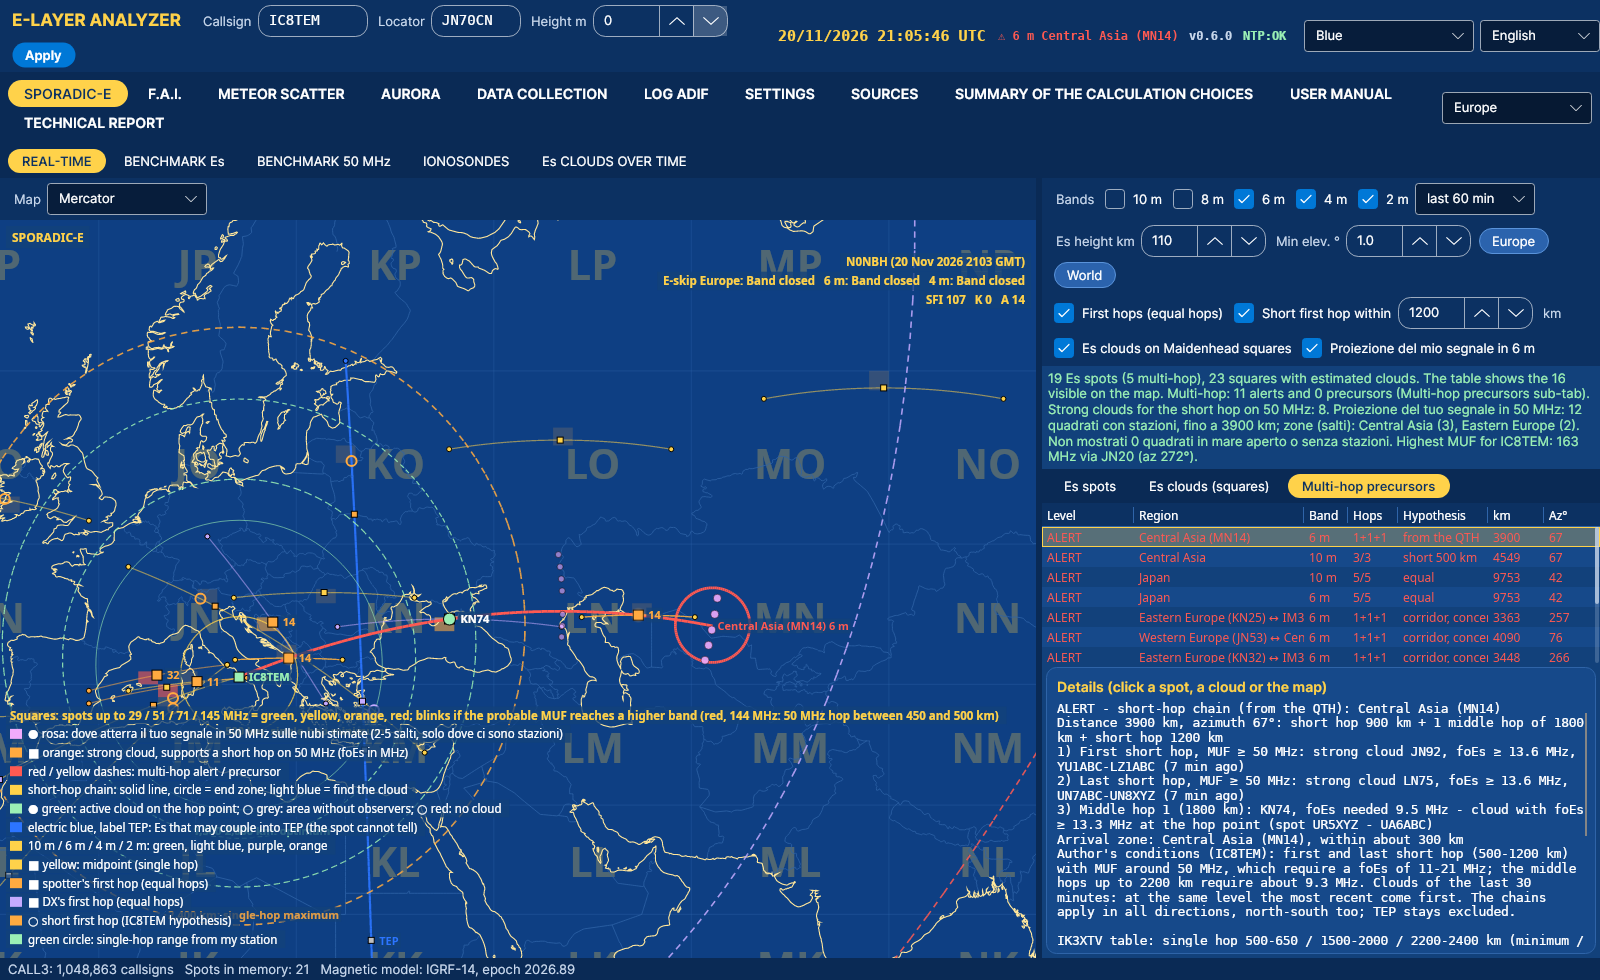 E-LAYER ANALYZER
Callsign IC8TEM Locator JN70CN Height m 0
20/11/2026 21:05:46 UTC ⚠ 6 m Central Asia (MN14) v0.6.0 NTP:OK
Blue English
Apply
SPORADIC-E F.A.I. METEOR SCATTER AURORA DATA COLLECTION LOG ADIF SETTINGS SOURCES SUMMARY OF THE CALCULATION CHOICES USER MANUAL
TECHNICAL REPORT
Europe
REAL-TIME BENCHMARK Es BENCHMARK 50 MHz IONOSONDES Es CLOUDS OVER TIME
Map Mercator
SPORADIC-E
N0NBH (20 Nov 2026 2103 GMT)
E-skip Europe: Band closed 6 m: Band closed 4 m: Band closed
SFI 107 K 0 A 14
JP KP LP MP NP
JO KO LO MO NO
JN KN LN MN NN
LM MM NM
KL LL ML NL
KN74
14
14
14
32
11
IC8TEM
Central Asia (MN14) 6 m
Squares: spots up to 29 / 51 / 71 / 145 MHz = green, yellow, orange, red; blinks if the probable MUF reaches a higher band (red, 144 MHz: 50 MHz hop between 450 and 500 km)
● rosa: dove atterra il tuo segnale in 50 MHz sulle nubi stimate (2-5 salti, solo dove ci sono stazioni)
■ orange: strong cloud, supports a short hop on 50 MHz (foEs in MHz)
red / yellow dashes: multi-hop alert / precursor
short-hop chain: solid line, circle = end zone; light blue = find the cloud
● green: active cloud on the hop point; ○ grey: area without observers; ○ red: no cloud
electric blue, label TEP: Es that may couple into TEP (the spot cannot tell)
10 m / 6 m / 4 m / 2 m: green, light blue, purple, orange
■ yellow: midpoint (single hop)
■ spotter's first hop (equal hops)
■ DX's first hop (equal hops)
○ short first hop (IC8TEM hypothesis)
green circle: single-hop range from my station
single-hop maximum
TEP
Bands 10 m 8 m 6 m 4 m 2 m last 60 min
Es height km 110 Min elev. ° 1.0 Europe
World
First hops (equal hops) Short first hop within 1200 km
Es clouds on Maidenhead squares Proiezione del mio segnale in 6 m
19 Es spots (5 multi-hop), 23 squares with estimated clouds. The table shows the 16
visible on the map. Multi-hop: 11 alerts and 0 precursors (Multi-hop precursors sub-tab).
Strong clouds for the short hop on 50 MHz: 8. Proiezione del tuo segnale in 50 MHz: 12
quadrati con stazioni, fino a 3900 km; zone (salti): Central Asia (3), Eastern Europe (2).
Non mostrati 0 quadrati in mare aperto o senza stazioni. Highest MUF for IC8TEM: 163
MHz via JN20 (az 272°).
Es spots Es clouds (squares) Multi-hop precursors
Level Region Band Hops Hypothesis km Az°
ALERT Central Asia (MN14) 6 m 1+1+1 from the QTH 3900 67
ALERT Central Asia 10 m 3/3 short 500 km 4549 67
ALERT Japan 10 m 5/5 equal 9753 42
ALERT Japan 6 m 5/5 equal 9753 42
ALERT Eastern Europe (KN25) ↔ IM3 6 m 1+1+1 corridor, concer 3363 257
ALERT Western Europe (JN53) ↔ Cen 6 m 1+1+1 corridor, concer 4090 76
ALERT Eastern Europe (KN32) ↔ IM3 6 m 1+1+1 corridor, concer 3448 266
Details (click a spot, a cloud or the map)
ALERT - short-hop chain (from the QTH): Central Asia (MN14)
Distance 3900 km, azimuth 67°: short hop 900 km + 1 middle hop of 1800
km + short hop 1200 km
1) First short hop, MUF ≥ 50 MHz: strong cloud JN92, foEs ≥ 13.6 MHz,
YU1ABC-LZ1ABC (7 min ago)
2) Last short hop, MUF ≥ 50 MHz: strong cloud LN75, foEs ≥ 13.6 MHz,
UN7ABC-UN8XYZ (7 min ago)
3) Middle hop 1 (1800 km): KN74, foEs needed 9.5 MHz - cloud with foEs
≥ 13.3 MHz at the hop point (spot UR5XYZ - UA6ABC)
Arrival zone: Central Asia (MN14), within about 300 km
Author's conditions (IC8TEM): first and last short hop (500-1200 km)
with MUF around 50 MHz, which require a foEs of 11-21 MHz; the middle
hops up to 2200 km require about 9.3 MHz. Clouds of the last 30
minutes: at the same level the most recent come first. The chains
apply in all directions, north-south too; TEP stays excluded.
IK3XTV table: single hop 500-650 / 1500-2000 / 2200-2400 km (minimum /
CALL3: 1,048,863 callsigns Spots in memory: 21 Magnetic model: IGRF-14, epoch 2026.89